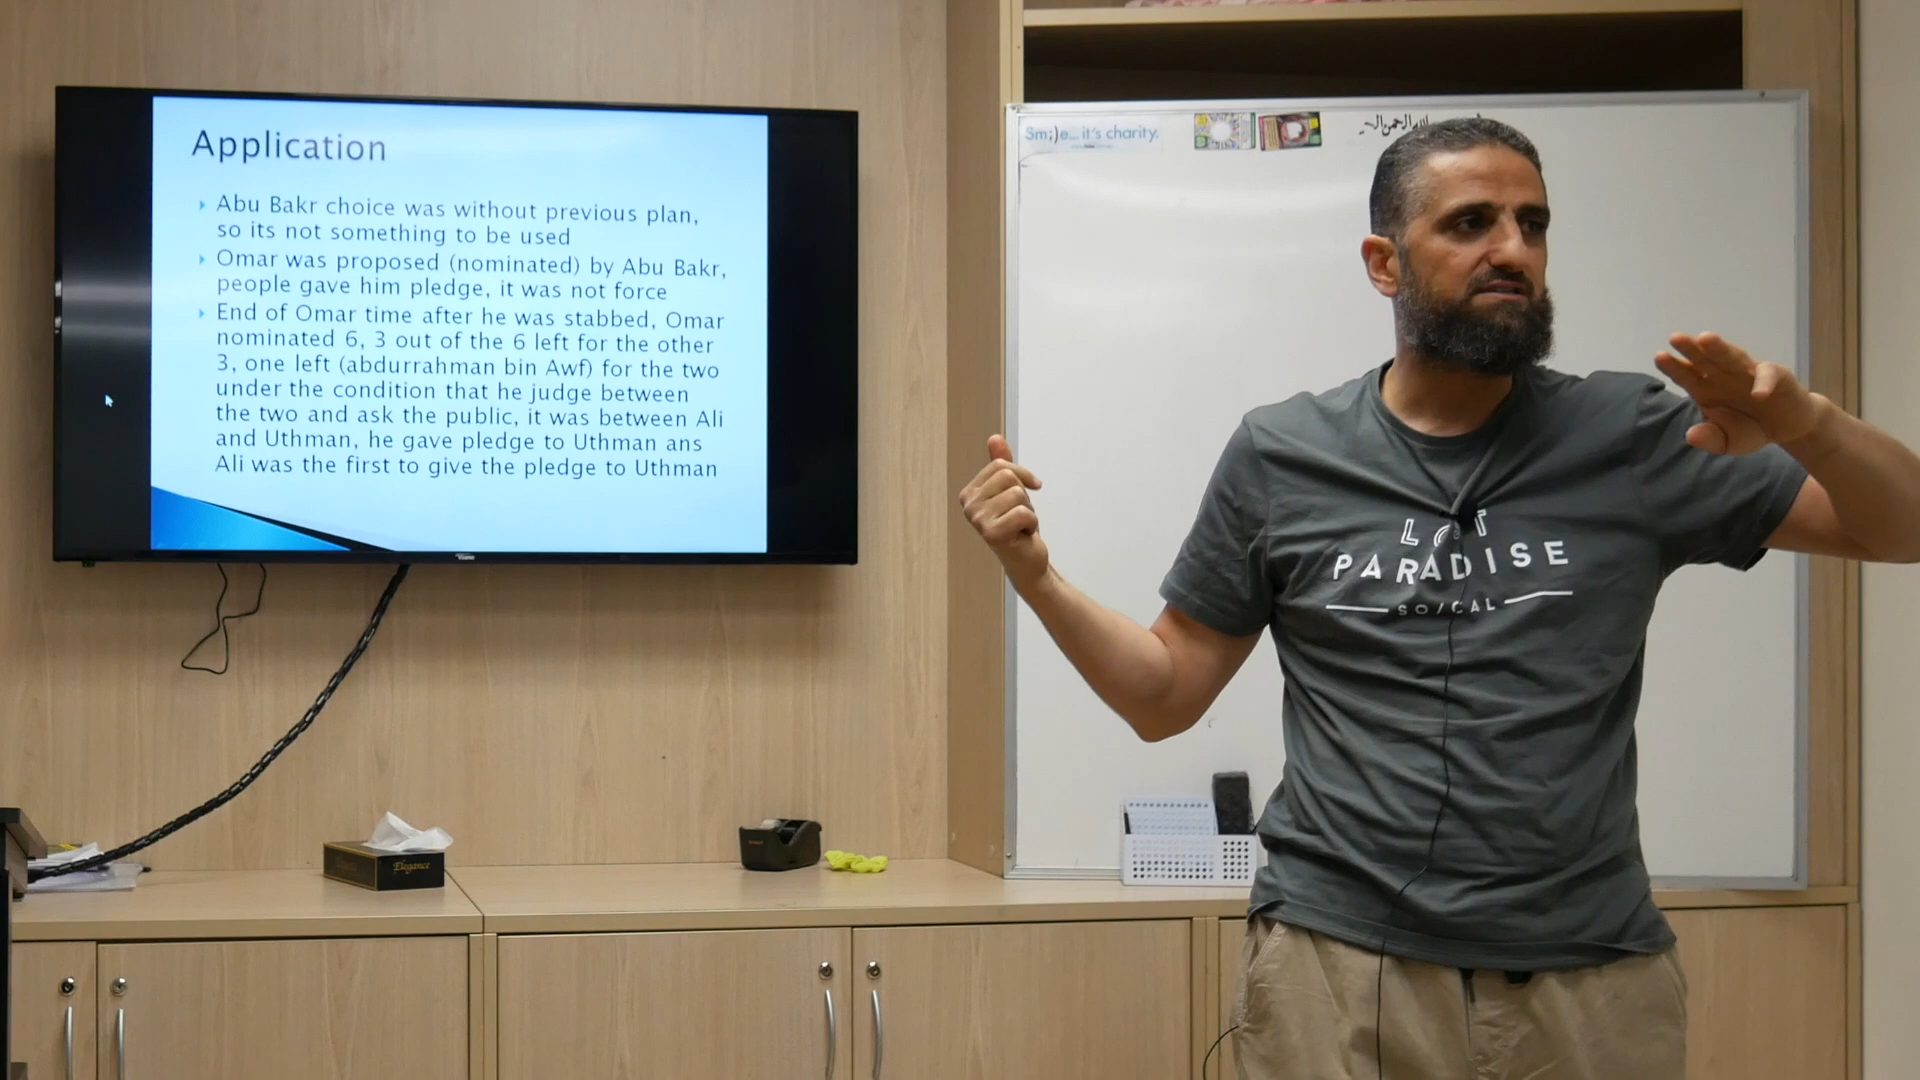 Application
Abu Bakr choice was without previous plan,
so its not something to be used
Omar was proposed (nominated) by Abu Bakr,
people gave him pledge, it was not force
End of Omar time after he was stabbed, Omar
nominated 6, 3 out of the 6 left for the other
3, one left (abdurrahman bin Awf) for the two
under the condition that he judge between
the two and ask the public, it was between Ali
and Uthman, he gave pledge to Uthman ans
Ali was the first to give the pledge to Uthman
Sm;)e... it's charity.
PARADISE
SO/CAL
Elegance